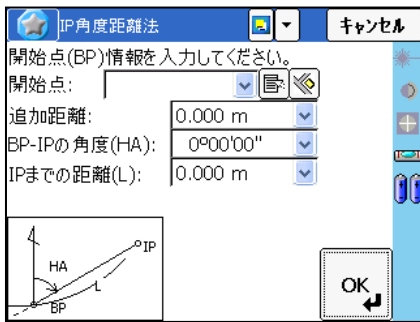 IP角度距離法
キャンセル
開始点(BP)情報を入力してください。
開始点:
追加距離: 0.000 m
BP-IPの角度(HA): 0°00'00"
IPまでの距離(L): 0.000 m
IP
HA
L
BP
OK